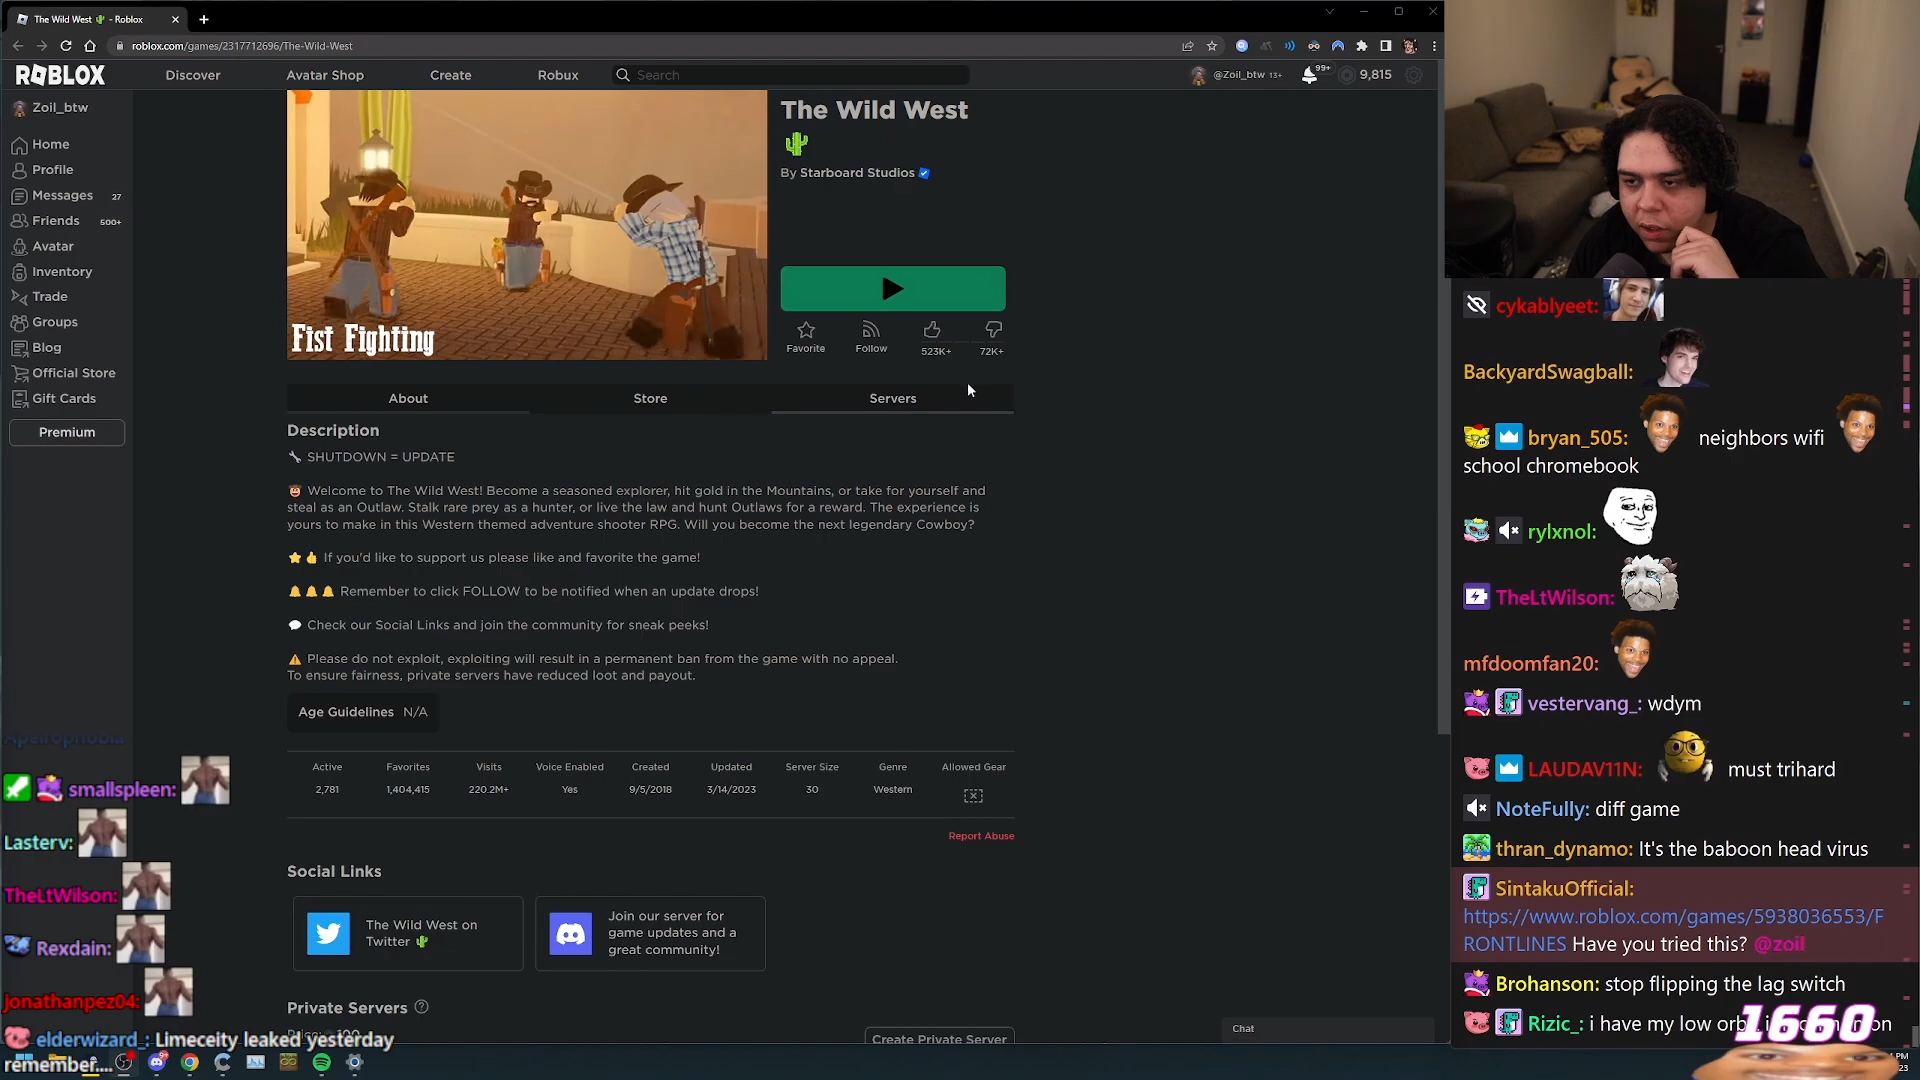 The Wild West 🌵 - Roblox
roblox.com/games/2317712696/The-Wild-West
ROBLOX
Discover
Avatar Shop
Create
Robux
Search
@Zoil_btw 13+
99+
9,815
Zoil_btw
Home
Profile
Messages 27
Friends 500+
Avatar
Inventory
Trade
Groups
Blog
Official Store
Gift Cards
Premium
Fist Fighting
The Wild West
🌵
By Starboard Studios
Favorite
Follow
523K+
72K+
About
Store
Servers
Description
🔧 SHUTDOWN = UPDATE
🤠 Welcome to The Wild West! Become a seasoned explorer, hit gold in the Mountains, or take for yourself and
steal as an Outlaw. Stalk rare prey as a hunter, or live the law and hunt Outlaws for a reward. The experience is
yours to make in this Western themed adventure shooter RPG. Will you become the next legendary Cowboy?
⭐👍 If you'd like to support us please like and favorite the game!
🔔🔔🔔 Remember to click FOLLOW to be notified when an update drops!
💬 Check our Social Links and join the community for sneak peeks!
⚠️ Please do not exploit, exploiting will result in a permanent ban from the game with no appeal.
To ensure fairness, private servers have reduced loot and payout.
Age Guidelines N/A
Active Favorites Visits Voice Enabled Created Updated Server Size Genre Allowed Gear
2,781 1,404,415 220.2M+ Yes 9/5/2018 3/14/2023 30 Western
Report Abuse
Social Links
The Wild West on
Twitter 🌵
Join our server for
game updates and a
great community!
Private Servers
Create Private Server
Chat
Apeirophobia
smallspleen:
Lasterv:
TheLtWilson:
Rexdain:
jonathanpez04:
elderwizard_: Limecity leaked yesterday
remember....
cykablyeet:
BackyardSwagball:
bryan_505: neighbors wifi
school chromebook
rylxnol:
TheLtWilson:
mfdoomfan20:
vestervang_: wdym
LAUDAV11N: must trihard
NoteFully: diff game
thran_dynamo: It's the baboon head virus
SintakuOfficial:
https://www.roblox.com/games/5938036553/F
RONTLINES Have you tried this? @zoil
Brohanson: stop flipping the lag switch
Rizic_: i have my low
1660